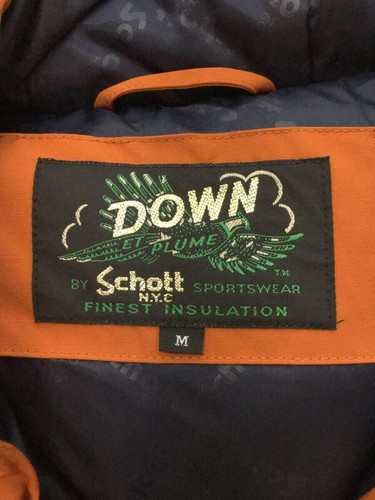 DOWN
ET PLUME
T.M.
BY Schott SPORTSWEAR
N.Y.C
FINEST INSULATION
M